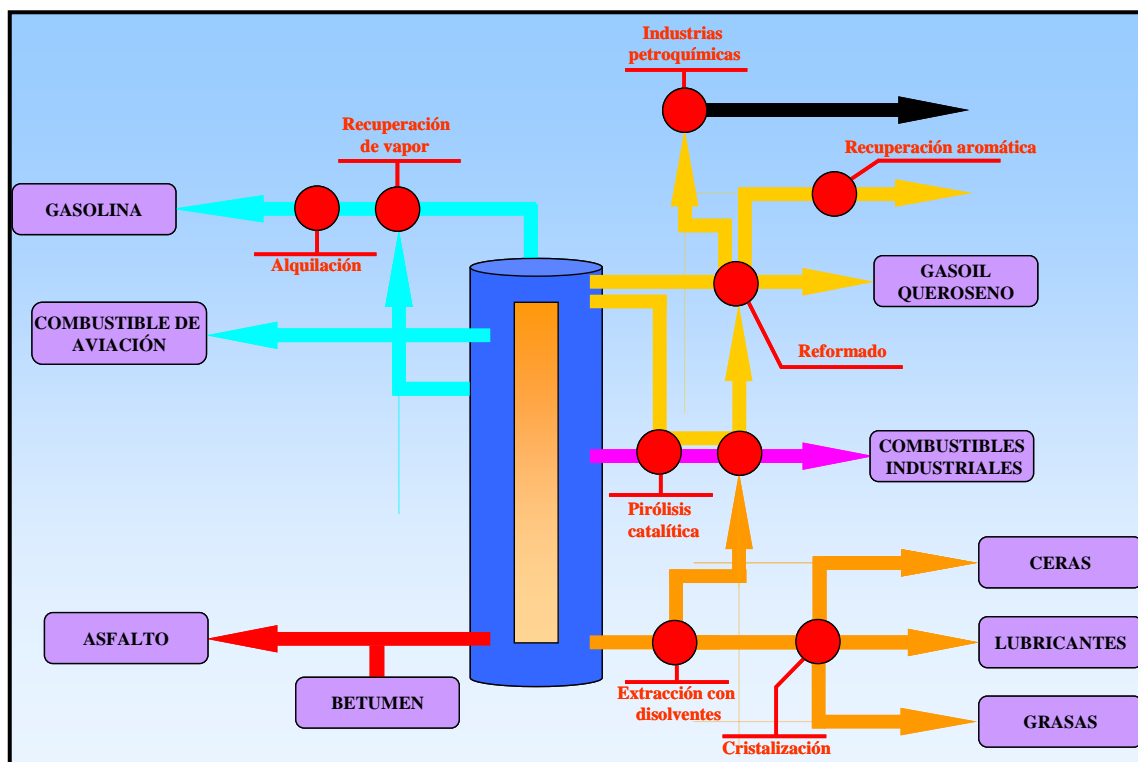 Industrias
petroquímicas
Recuperación
de vapor
Recuperación aromática
GASOLINA
Alquilación
GASOIL
QUEROSENO
COMBUSTIBLE DE
AVIACIÓN
Reformado
COMBUSTIBLES
INDUSTRIALES
Pirólisis
catalítica
CERAS
ASFALTO
LUBRICANTES
BETUMEN
Extracción con
disolventes
GRASAS
Cristalización